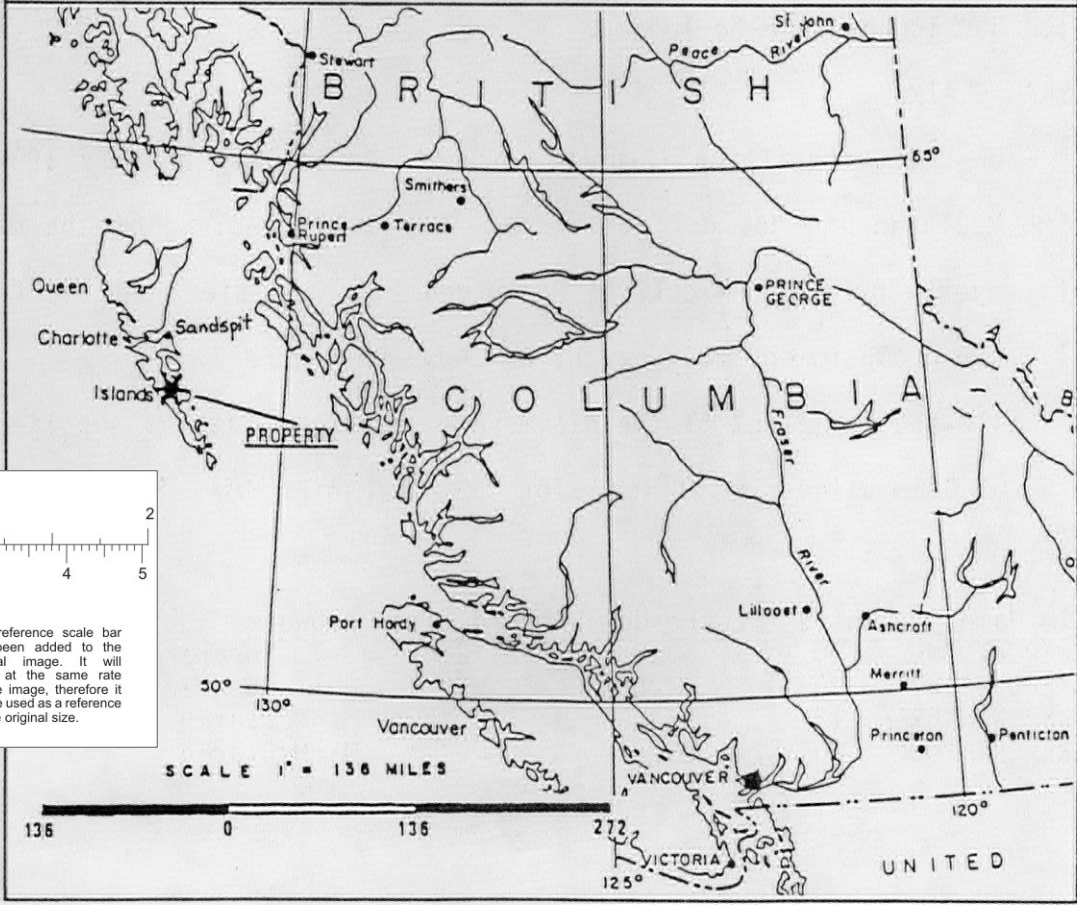 St. John
Peace River
Stewart
BRITISH
55°
Smithers
Prince
Rupert
Terrace
Queen
PRINCE
GEORGE
Charlotte
Sandspit
A
Islands
COLUMBIA
B
PROPERTY
Fraser
2
4 5
River
reference scale bar
been added to the
image. It will
at the same rate
image, therefore it
used as a reference
original size.
Lillooet
Port Hardy
Ashcroft
Merritt
50°
130°
Vancouver
Princeton
Penticton
SCALE 1" = 136 MILES
VANCOUVER
136 0 116 272
120°
VICTORIA
UNITED
125°